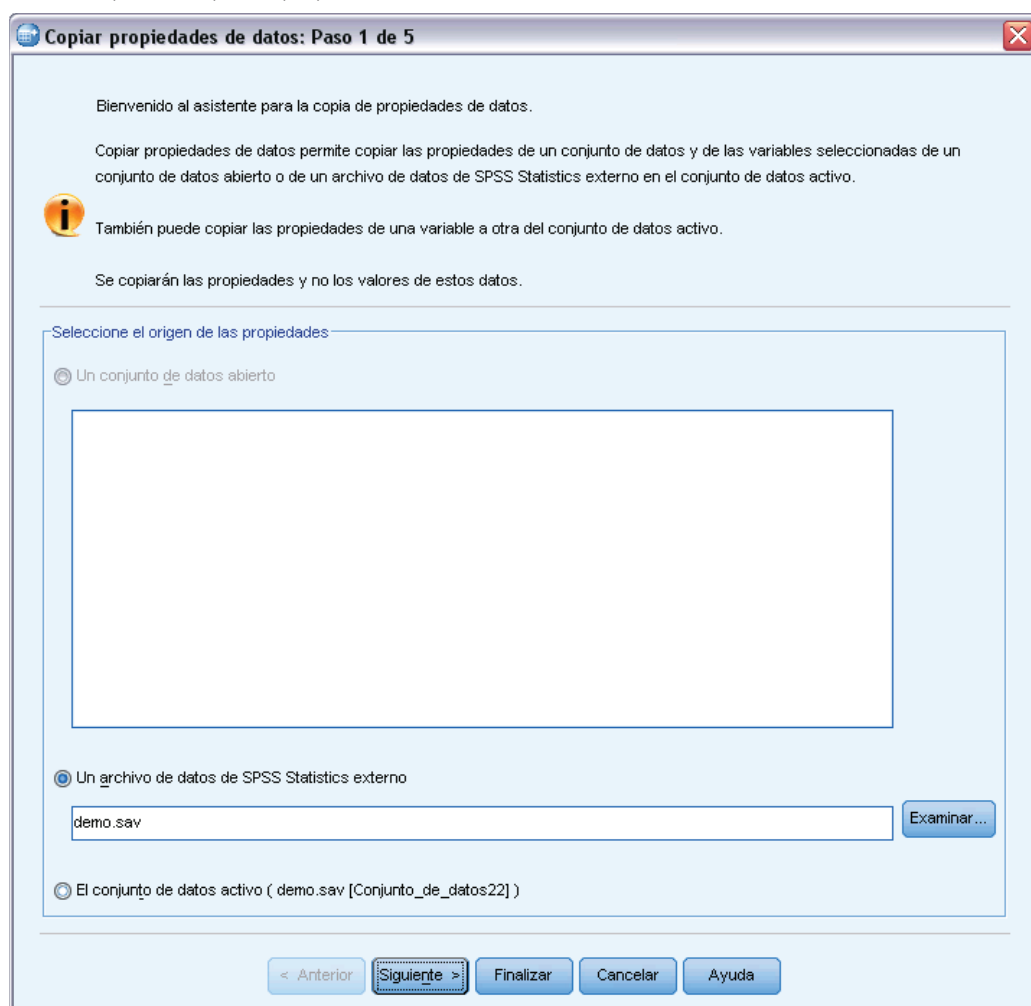 Copiar propiedades de datos: Paso 1 de 5
Bienvenido al asistente para la copia de propiedades de datos.
Copiar propiedades de datos permite copiar las propiedades de un conjunto de datos y de las variables seleccionadas de un
conjunto de datos abierto o de un archivo de datos de SPSS Statistics externo en el conjunto de datos activo.
También puede copiar las propiedades de una variable a otra del conjunto de datos activo.
Se copiarán las propiedades y no los valores de estos datos.
Seleccione el origen de las propiedades
Un conjunto de datos abierto
Un archivo de datos de SPSS Statistics externo
demo.sav
Examinar...
El conjunto de datos activo ( demo.sav [Conjunto_de_datos22] )
< Anterior
Siguiente >
Finalizar
Cancelar
Ayuda